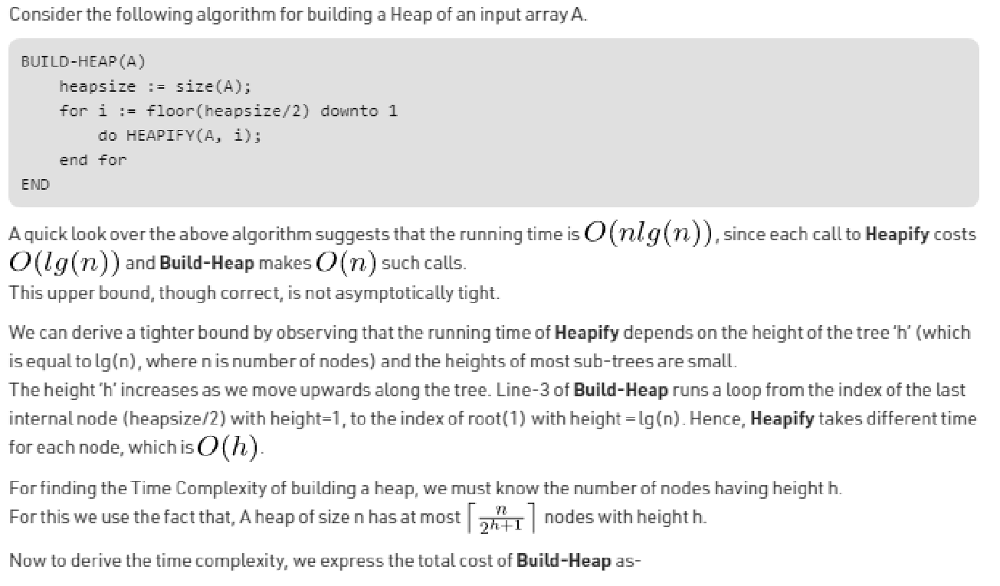 Consider the following algorithm for building a Heap of an input array A.
BUILD-HEAP(A)
    heapsize := size(A);
    for i := floor(heapsize/2) downto 1
        do HEAPIFY(A, i);
    end for
END
A quick look over the above algorithm suggests that the running time is O(nlg(n)), since each call to Heapify costs
O(lg(n)) and Build-Heap makes O(n) such calls.
This upper bound, though correct, is not asymptotically tight.
We can derive a tighter bound by observing that the running time of Heapify depends on the height of the tree 'h' (which
is equal to lg(n), where n is number of nodes) and the heights of most sub-trees are small.
The height 'h' increases as we move upwards along the tree. Line-3 of Build-Heap runs a loop from the index of the last
internal node (heapsize/2) with height=1, to the index of root(1) with height = lg(n). Hence, Heapify takes different time
for each node, which is O(h).
For finding the Time Complexity of building a heap, we must know the number of nodes having height h.
For this we use the fact that, A heap of size n has at most ⌈n/2^{h+1}⌉ nodes with height h.
Now to derive the time complexity, we express the total cost of Build-Heap as-